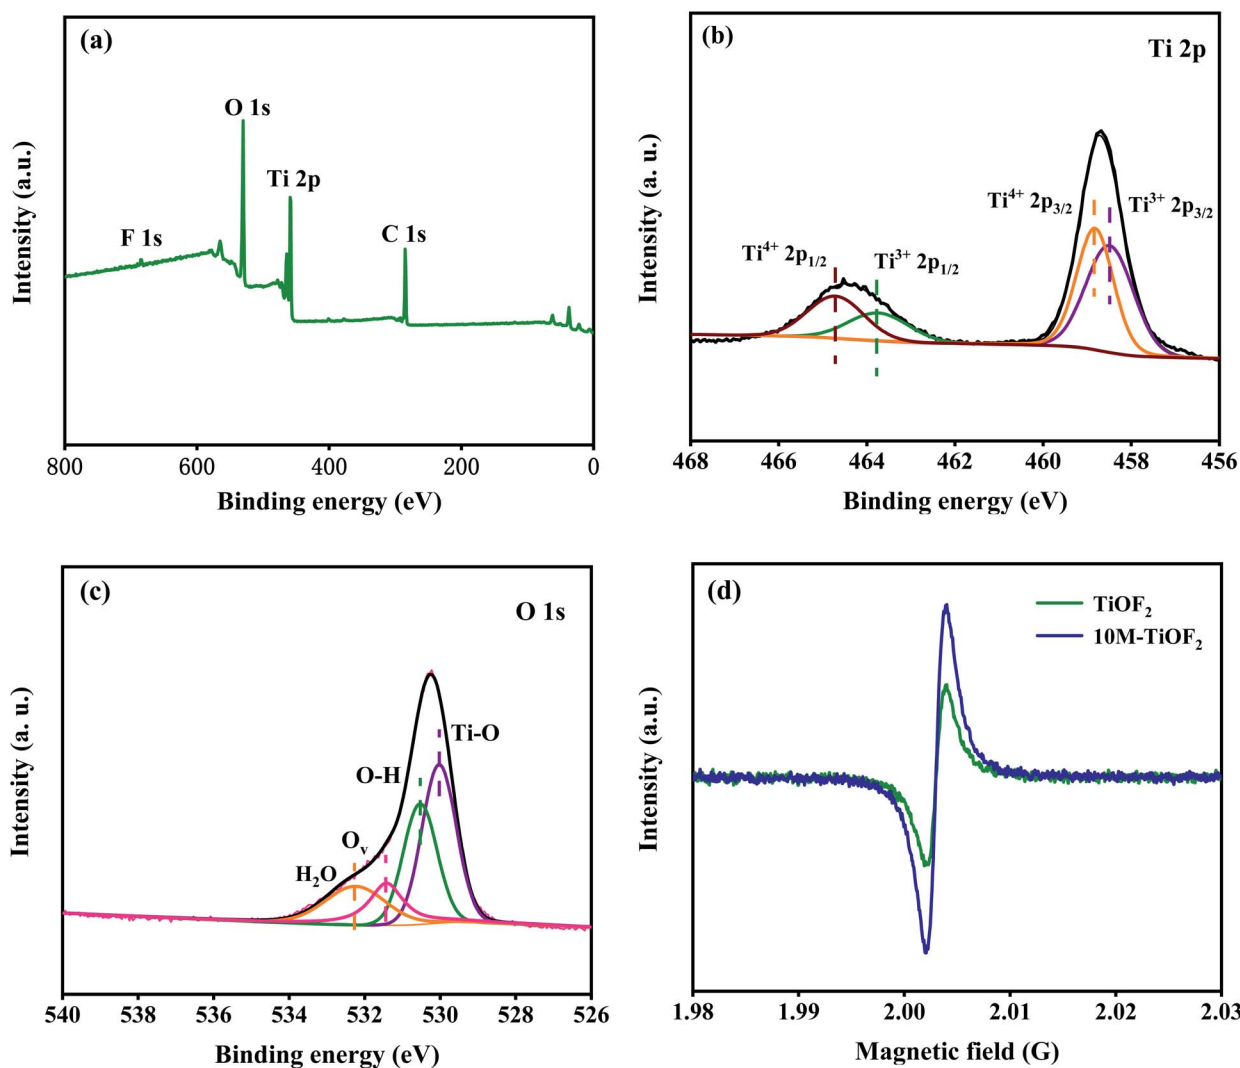 (a)
O 1s
Ti 2p
F 1s
C 1s
Intensity (a.u.)
800 600 400 200 0
Binding energy (eV)
(b)
Ti 2p
Ti⁴⁺ 2p₃/₂
Ti³⁺ 2p₃/₂
Ti⁴⁺ 2p₁/₂
Ti³⁺ 2p₁/₂
Intensity (a. u.)
468 466 464 462 460 458 456
Binding energy (eV)
(c)
O 1s
Ti-O
O-H
Oᵥ
H₂O
Intensity (a. u.)
540 536 534 532 530 528 526
Binding energy (eV)
(d)
TiOF₂
10M-TiOF₂
Intensity (a.u.)
1.98 1.99 2.00 2.01 2.02 2.03
Magnetic field (G)